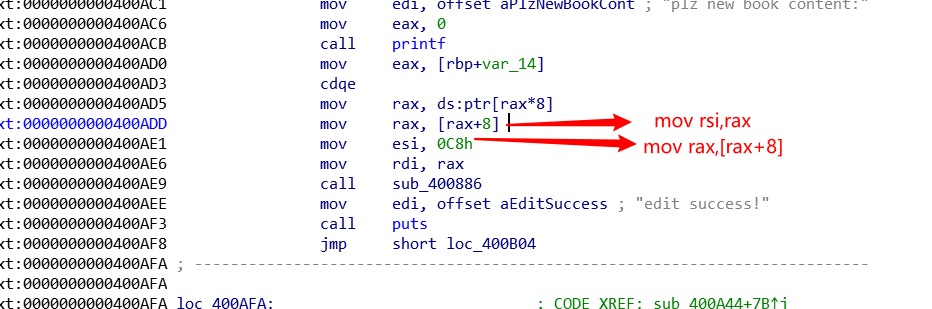 xt:0000000000400AC1 mov edi, offset aPlzNewBookCont ; "plz new book content:"
xt:0000000000400AC6 mov eax, 0
xt:0000000000400ACB call printf
xt:0000000000400AD0 mov eax, [rbp+var_14]
xt:0000000000400AD3 cdqe
xt:0000000000400AD5 mov rax, ds:ptr[rax*8]
xt:0000000000400ADD mov rax, [rax+8] mov rsi,rax
xt:0000000000400AE1 mov esi, 0C8h mov rax,[rax+8]
xt:0000000000400AE6 mov rdi, rax
xt:0000000000400AE9 call sub_400886
xt:0000000000400AEE mov edi, offset aEditSuccess ; "edit success!"
xt:0000000000400AF3 call puts
xt:0000000000400AF8 jmp short loc_400B04
xt:0000000000400AFA ; ---------------------------------------------------------------------------
xt:0000000000400AFA
xt:0000000000400AFA loc_400AFA: ; CODE XREF: sub_400A44+7B↑j